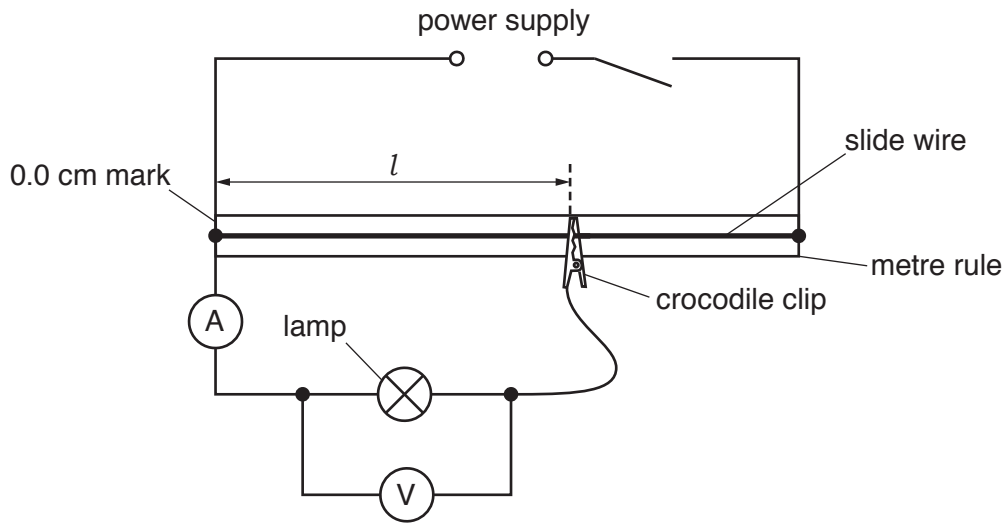 power supply
slide wire
l
0.0 cm mark
metre rule
crocodile clip
A
lamp
V